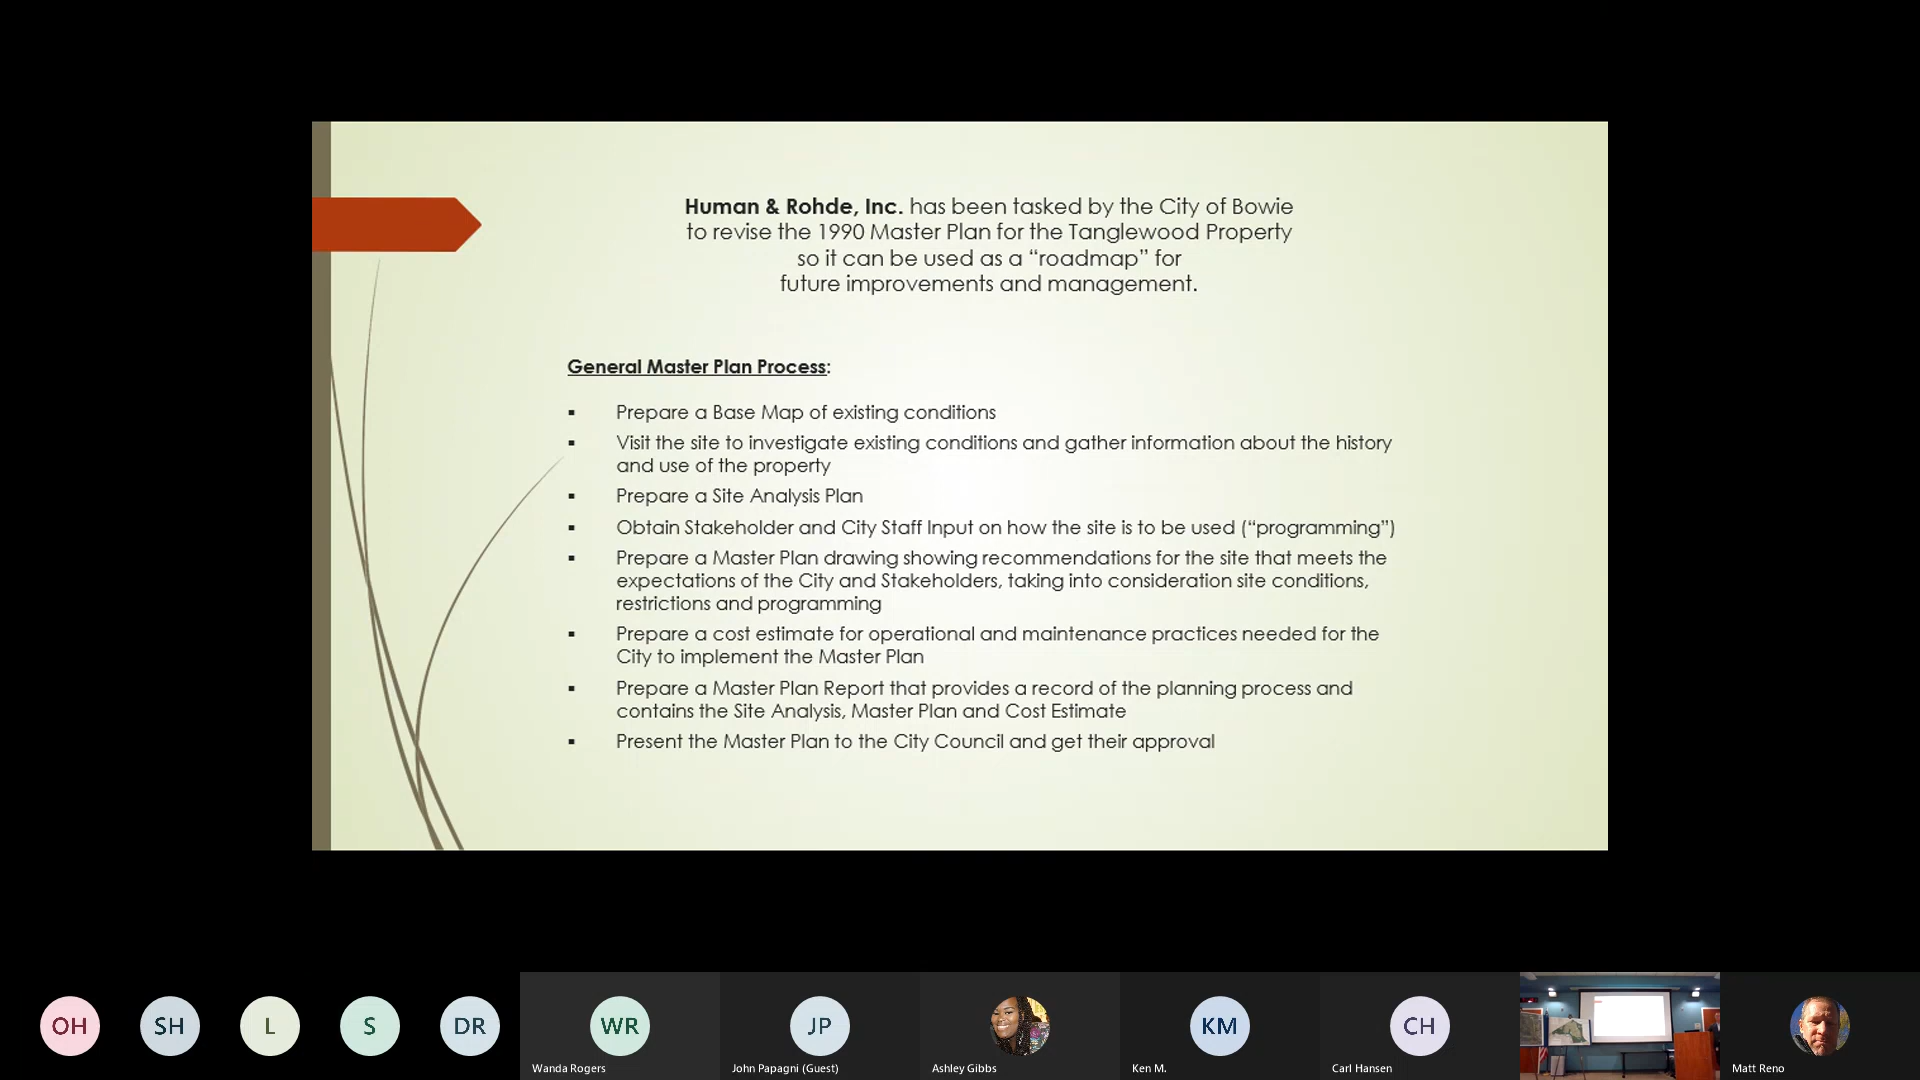 Human & Rohde, Inc. has been tasked by the City of Bowie
to revise the 1990 Master Plan for the Tanglewood Property
so it can be used as a “roadmap” for
future improvements and management.
General Master Plan Process:
▪ Prepare a Base Map of existing conditions
▪ Visit the site to investigate existing conditions and gather information about the history
and use of the property
▪ Prepare a Site Analysis Plan
▪ Obtain Stakeholder and City Staff Input on how the site is to be used (“programming”)
▪ Prepare a Master Plan drawing showing recommendations for the site that meets the
expectations of the City and Stakeholders, taking into consideration site conditions,
restrictions and programming
▪ Prepare a cost estimate for operational and maintenance practices needed for the
City to implement the Master Plan
▪ Prepare a Master Plan Report that provides a record of the planning process and
contains the Site Analysis, Master Plan and Cost Estimate
▪ Present the Master Plan to the City Council and get their approval
OH SH L S DR WR JP KM CH
Wanda Rogers John Papagni (Guest) Ashley Gibbs Ken M. Carl Hansen Matt Reno